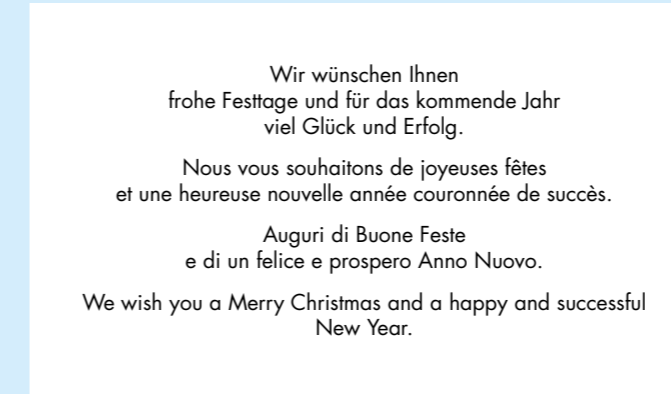 Wir wünschen Ihnen
frohe Festtage und für das kommende Jahr
viel Glück und Erfolg.
Nous vous souhaitons de joyeuses fêtes
et une heureuse nouvelle année couronnée de succès.
Auguri di Buone Feste
e di un felice e prospero Anno Nuovo.
We wish you a Merry Christmas and a happy and successful
New Year.